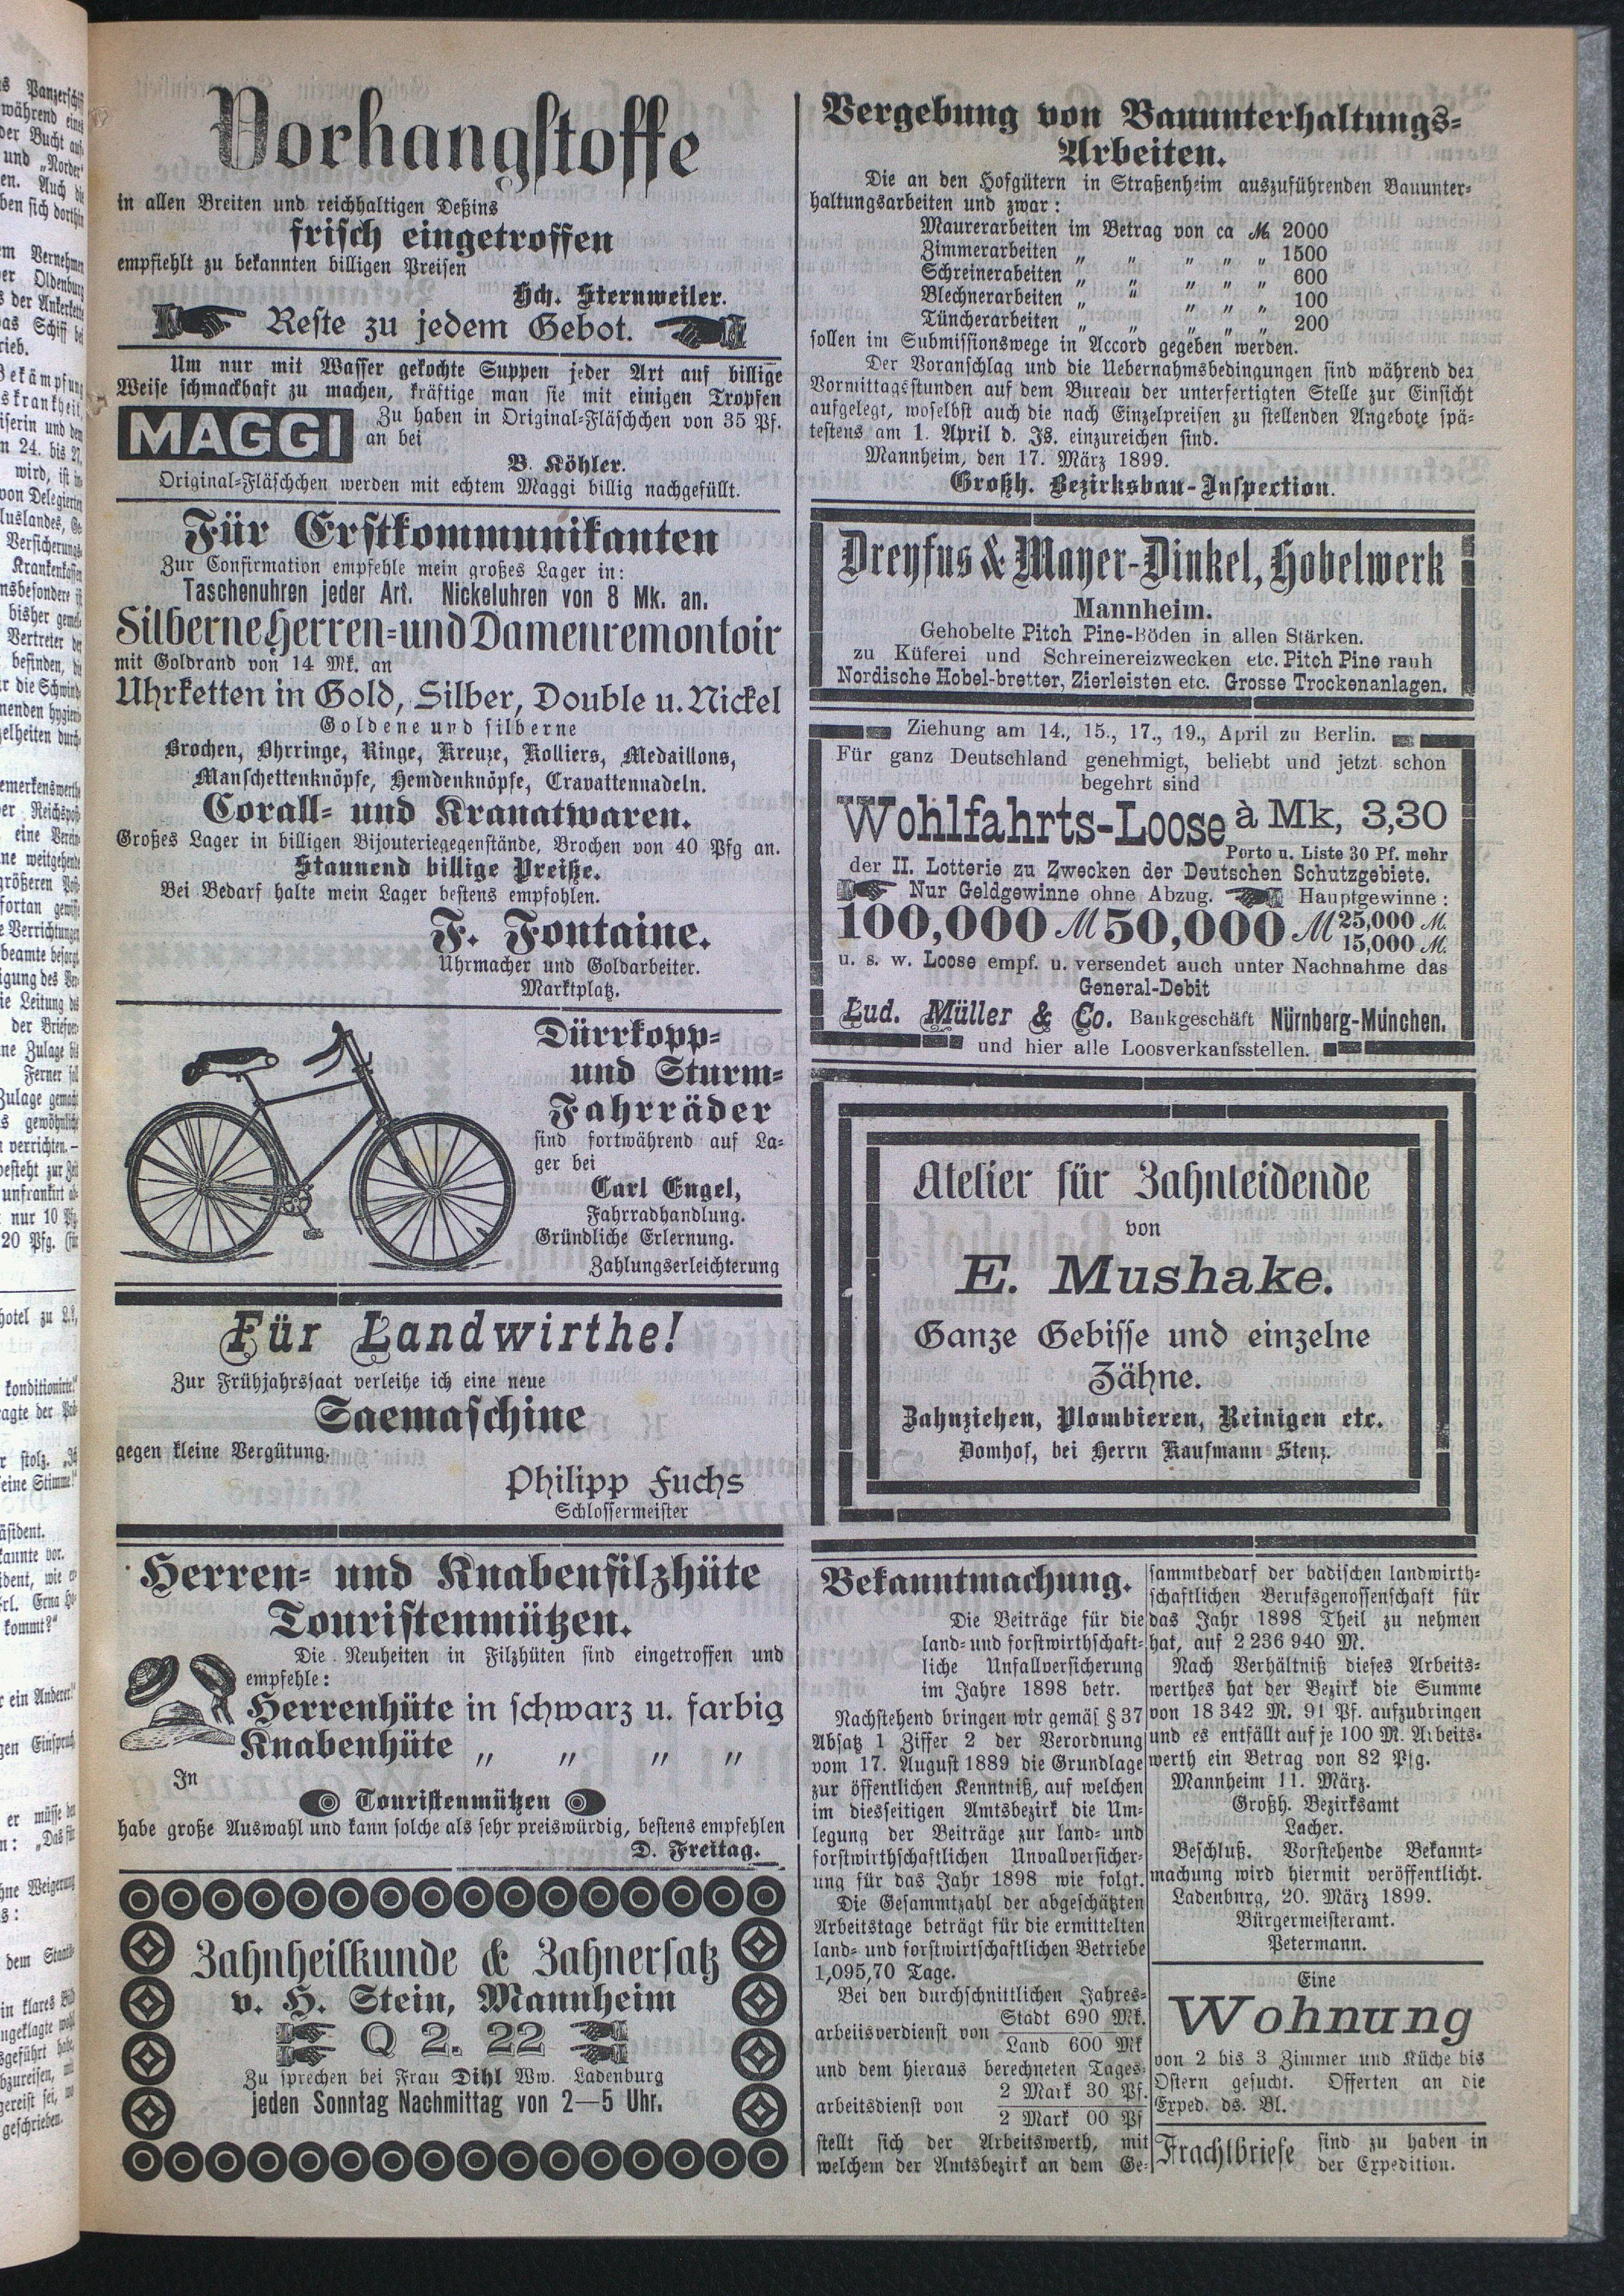 Vorhangstoffe
in allen Breiten und reichhaltigen Deßins
frisch eingetroffen
empfiehlt zu bekannten billigen Preisen
Hch. Sternweiler.
Reste zu jedem Gebot.
Um nur mit Wasser gekochte Suppen jeder Art auf billige
Weise schmackhaft zu machen, kräftige man sie mit einigen Tropfen
MAGGI
Zu haben in Original-Fläschchen von 35 Pf.
an bei
B. Köhler.
Original-Fläschchen werden mit echtem Maggi billig nachgefüllt.
Für Erstkommunikanten
Zur Confirmation empfehle mein großes Lager in:
Taschenuhren jeder Art. Nickeluhren von 8 Mk. an.
Silberne Herren- und Damenremontoir
mit Goldrand von 14 Mk. an
Uhrketten in Gold, Silber, Double u. Nickel
Goldene und silberne
Brochen, Ohrringe, Ringe, Kreuze, Kolliers, Medaillons,
Manschettenknöpfe, Hemdenknöpfe, Cravattennadeln.
Corall- und Kranatwaren.
Großes Lager in billigen Bijouteriegegenstände, Brochen von 40 Pfg an.
Staunend billige Preiße.
Bei Bedarf halte mein Lager bestens empfohlen.
F. Fontaine.
Uhrmacher und Goldarbeiter.
Marktplatz.
Dürrkopp-
und Sturm-
Fahrräder
sind fortwährend auf La-
ger bei
Carl Engel,
Fahrradhandlung.
Gründliche Erlernung.
Zahlungserleichterung
Für Landwirthe!
Zur Frühjahrssaat verleihe ich eine neue
Saemaschine
gegen kleine Vergütung.
Philipp Fuchs
Schlossermeister
Herren- und Knabenfilzhüte
Touristenmützen.
Die Neuheiten in Filzhüten sind eingetroffen und
empfehle:
Herrenhüte in schwarz u. farbig
Knabenhüte „ „ „ „
In
Touristenmützen
habe große Auswahl und kann solche als sehr preiswürdig, bestens empfehlen
D. Freitag.
Zahnheilkunde & Zahnersatz
v. H. Stein, Mannheim
Q 2. 22
Zu sprechen bei Frau Dihl Ww. Ladenburg
jeden Sonntag Nachmittag von 2—5 Uhr.
Vergebung von Bauunterhaltungs-
Arbeiten.
Die an den Hofgütern in Straßenheim auszuführenden Bauunter-
haltungsarbeiten und zwar:
Maurerarbeiten im Betrag von ca M. 2000
Zimmerarbeiten „ „ „ „ „ 1500
Schreinerabeiten „ „ „ „ „ 600
Blechnerarbeiten „ „ „ „ „ 100
Tüncherarbeiten „ „ „ „ „ 200
sollen im Submissionswege in Accord gegeben werden.
Der Voranschlag und die Uebernahmsbedingungen sind während der
Vormittagsstunden auf dem Bureau der unterfertigten Stelle zur Einsicht
aufgelegt, woselbst auch die nach Einzelpreisen zu stellenden Angebote spä-
testens am 1. April d. Js. einzureichen sind.
Mannheim, den 17. März 1899.
Großh. Bezirksbau-Inspection.
Dreyfus & Mayer-Dinkel, Hobelwerk
Mannheim.
Gehobelte Pitch Pine-Böden in allen Stärken.
zu Küferei und Schreinereizwecken etc. Pitch Pine rauh
Nordische Hobel-bretter, Zierleisten etc. Grosse Trockenanlagen.
Ziehung am 14., 15., 17., 19., April zu Berlin.
Für ganz Deutschland genehmigt, beliebt und jetzt schon
begehrt sind
Wohlfahrts-Loose à Mk, 3,30
Porto u. Liste 30 Pf. mehr
der II. Lotterie zu Zwecken der Deutschen Schutzgebiete.
Nur Geldgewinne ohne Abzug. Hauptgewinne:
100,000 M 50,000 M 25,000 M.
15,000 M.
u. s. w. Loose empf. u. versendet auch unter Nachnahme das
General-Debit
Lud. Müller & Co. Bankgeschäft Nürnberg-München.
und hier alle Loosverkaufsstellen.
Atelier für Zahnleidende
von
E. Mushake.
Ganze Gebisse und einzelne
Zähne.
Zahnziehen, Plombieren, Reinigen etc.
Domhof, bei Herrn Kaufmann Stenz.
Bekanntmachung.
Die Beiträge für die
land- und forstwirthschaft-
liche Unfallversicherung
im Jahre 1898 betr.
Nachstehend bringen wir gemäß § 37
Absatz 1 Ziffer 2 der Verordnung
vom 17. August 1889 die Grundlage
zur öffentlichen Kenntniß, auf welchen
im diesseitigen Amtsbezirk die Um-
legung der Beiträge zur land- und
forstwirthschaftlichen Unvallversicher-
ung für das Jahr 1898 wie folgt.
Die Gesammtzahl der abgeschätzten
Arbeitstage beträgt für die ermittelten
land- und forstwirtschaftlichen Betriebe
1,095,70 Tage.
Bei den durchschnittlichen Jahres-
arbeitsverdienst von Stadt 690 Mk.
Land 600 Mk
und dem hieraus berechneten Tages-
arbeitsdienst von 2 Mark 30 Pf.
2 Mark 00 Pf
stellt sich der Arbeitswerth, mit
welchem der Amtsbezirk an dem Ge-
sammtbedarf der badischen landwirth-
schaftlichen Berufsgenossenschaft für
das Jahr 1898 Theil zu nehmen
hat, auf 2 236 940 M.
Nach Verhältniß dieses Arbeits-
werthes hat der Bezirk die Summe
von 18 342 M. 91 Pf. aufzubringen
und es entfällt auf je 100 M. Arbeits-
werth ein Betrag von 82 Pfg.
Mannheim 11. März.
Großh. Bezirksamt
Lacher.
Beschluß. Vorstehende Bekannt-
machung wird hiermit veröffentlicht.
Ladenburg, 20. März 1899.
Bürgermeisteramt.
Petermann.
Eine
Wohnung
von 2 bis 3 Zimmer und Küche bis
Ostern gesucht. Offerten an die
Exped. ds. Bl.
Frachtbriefe sind zu haben in
der Expedition.